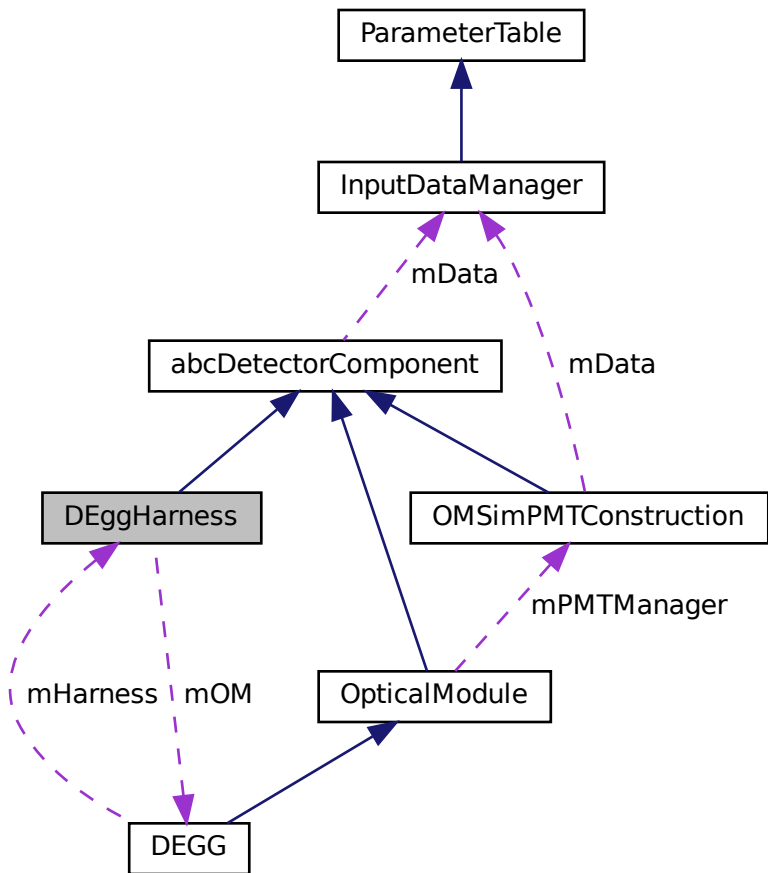 ParameterTable
InputDataManager
mData
abcDetectorComponent
mData
DEggHarness
OMSimPMTConstruction
mPMTManager
mHarness
mOM
OpticalModule
DEGG